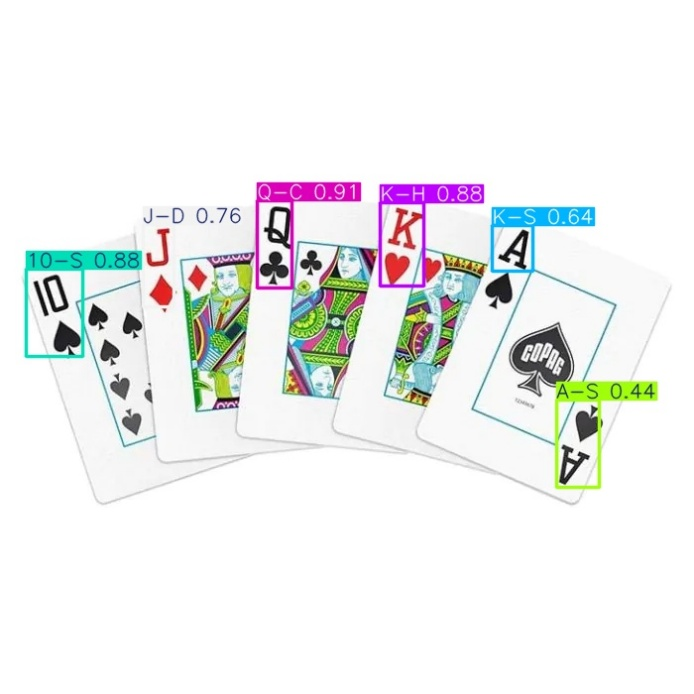 Q-C 0.91
K-H 0.88
J-D 0.76
K-S 0.64
10-S 0.88
J
Q
K
A
10
COPAG
A-S 0.44
A